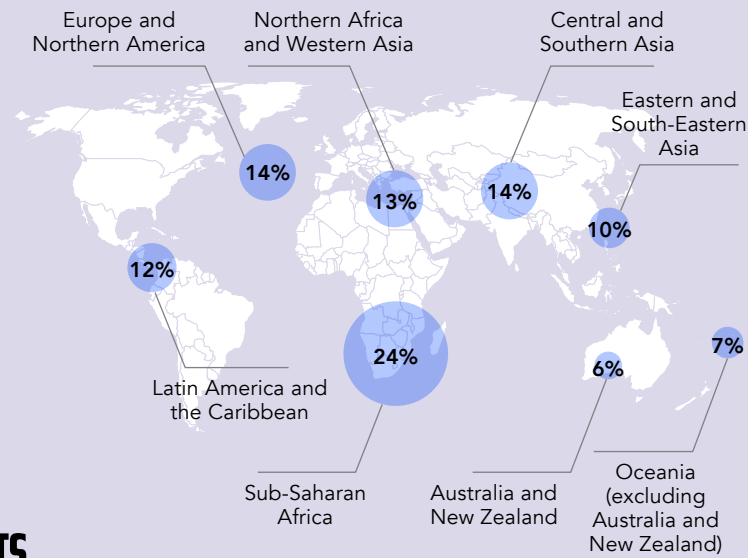 Europe and
Northern America
Northern Africa
and Western Asia
Central and
Southern Asia
Eastern and
South-Eastern
Asia
14%
13%
14%
10%
12%
24%
6%
7%
Latin America and
the Caribbean
Sub-Saharan
Africa
Australia and
New Zealand
Oceania
(excluding
Australia and
New Zealand)